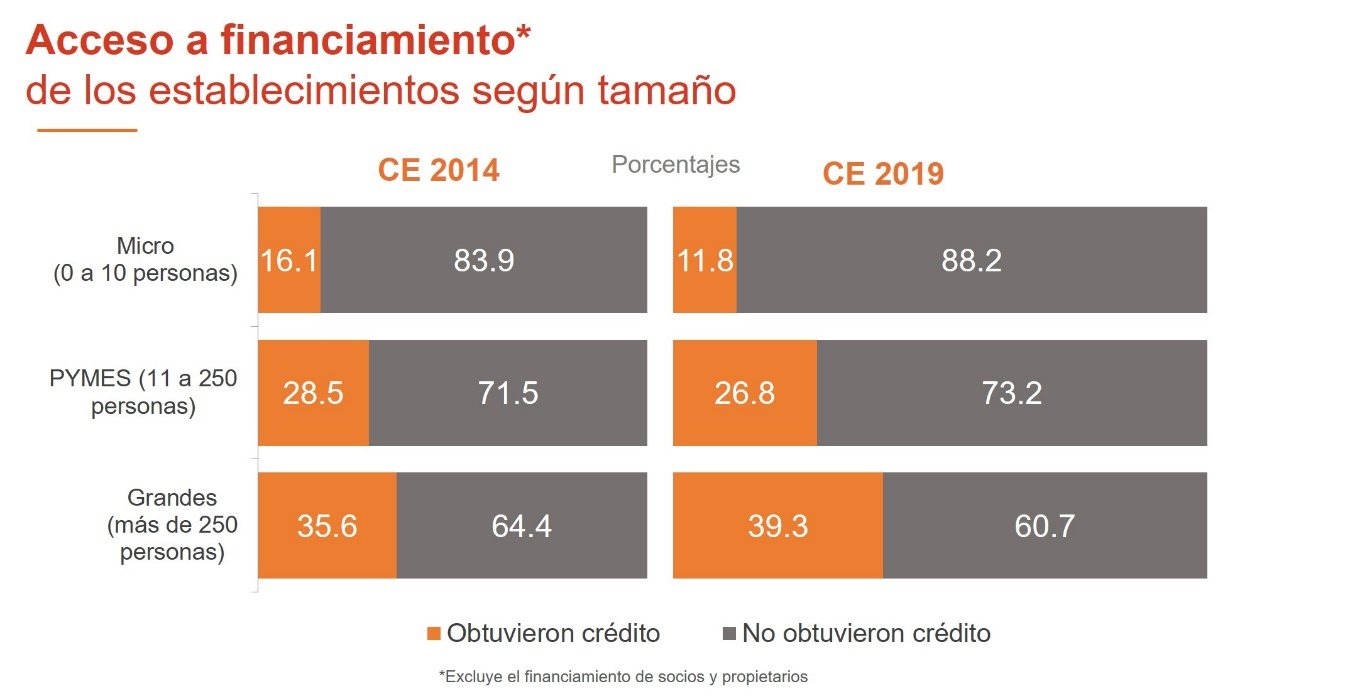 Acceso a financiamiento*
de los establecimientos según tamaño
CE 2014
Porcentajes
CE 2019
Micro
(0 a 10 personas)
16.1
83.9
11.8
88.2
PYMES (11 a 250
personas)
28.5
71.5
26.8
73.2
Grandes
(más de 250
personas)
35.6
64.4
39.3
60.7
Obtuvieron crédito
No obtuvieron crédito
*Excluye el financiamiento de socios y propietarios